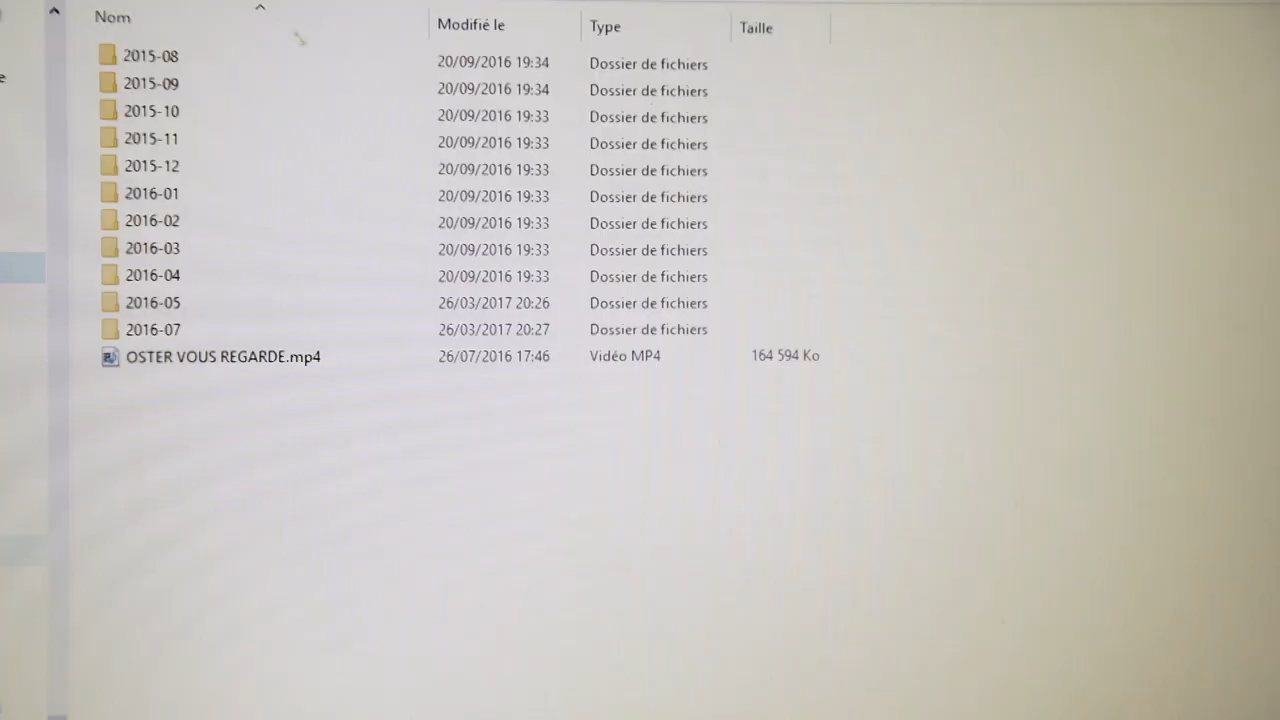 Nom Modifié le Type Taille
2015-08 20/09/2016 19:34 Dossier de fichiers
2015-09 20/09/2016 19:34 Dossier de fichiers
2015-10 20/09/2016 19:33 Dossier de fichiers
2015-11 20/09/2016 19:33 Dossier de fichiers
2015-12 20/09/2016 19:33 Dossier de fichiers
2016-01 20/09/2016 19:33 Dossier de fichiers
2016-02 20/09/2016 19:33 Dossier de fichiers
2016-03 20/09/2016 19:33 Dossier de fichiers
2016-04 20/09/2016 19:33 Dossier de fichiers
2016-05 26/03/2017 20:26 Dossier de fichiers
2016-07 26/03/2017 20:27 Dossier de fichiers
OSTER VOUS REGARDE.mp4 26/07/2016 17:46 Vidéo MP4 164 594 Ko